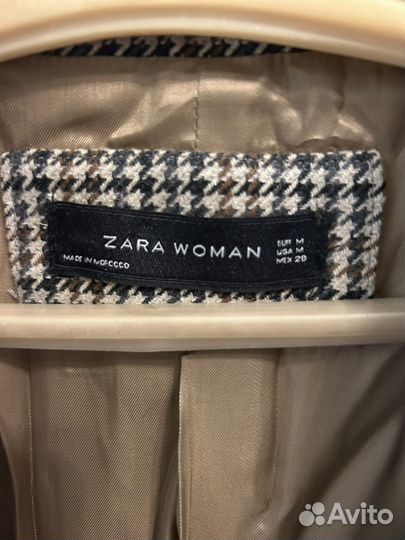 ZARA WOMAN
MADE IN MOROCCO
EUR M
USA M
MEX 28
Avito